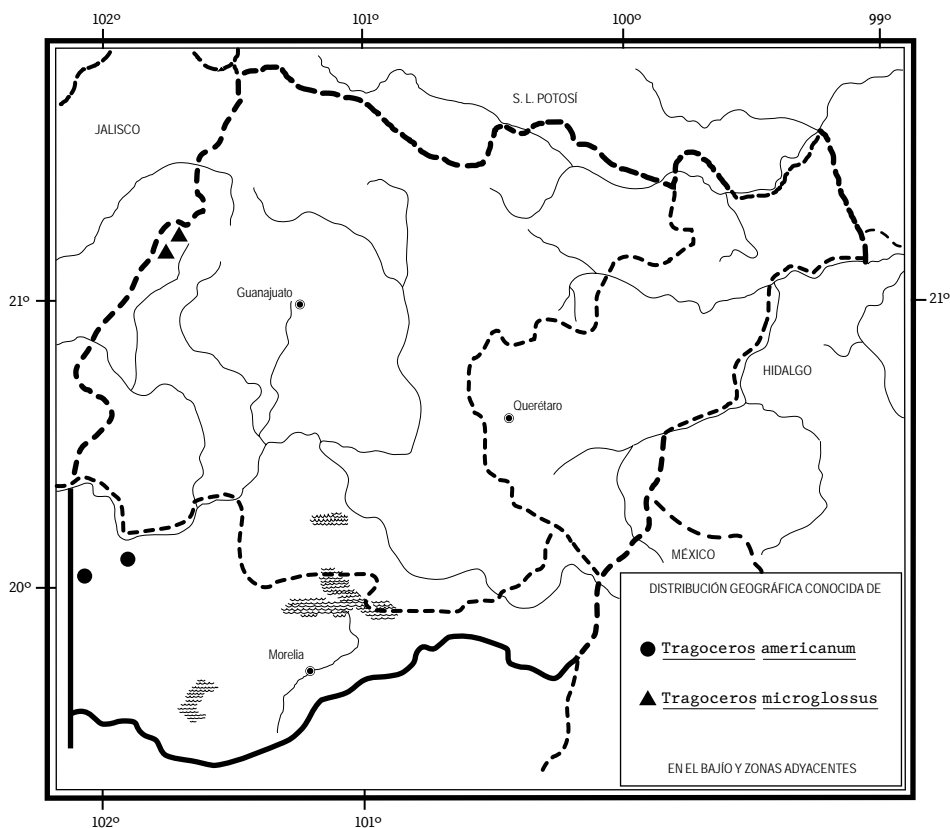 102º 101º 100º 99º
S. L. POTOSÍ
JALISCO
Guanajuato
21º 21º
HIDALGO
Querétaro
MÉXICO
20º
DISTRIBUCIÓN GEOGRÁFICA CONOCIDA DE
Tragoceros americanum
Morelia
Tragoceros microglossus
EN EL BAJÍO Y ZONAS ADYACENTES
102º 101º